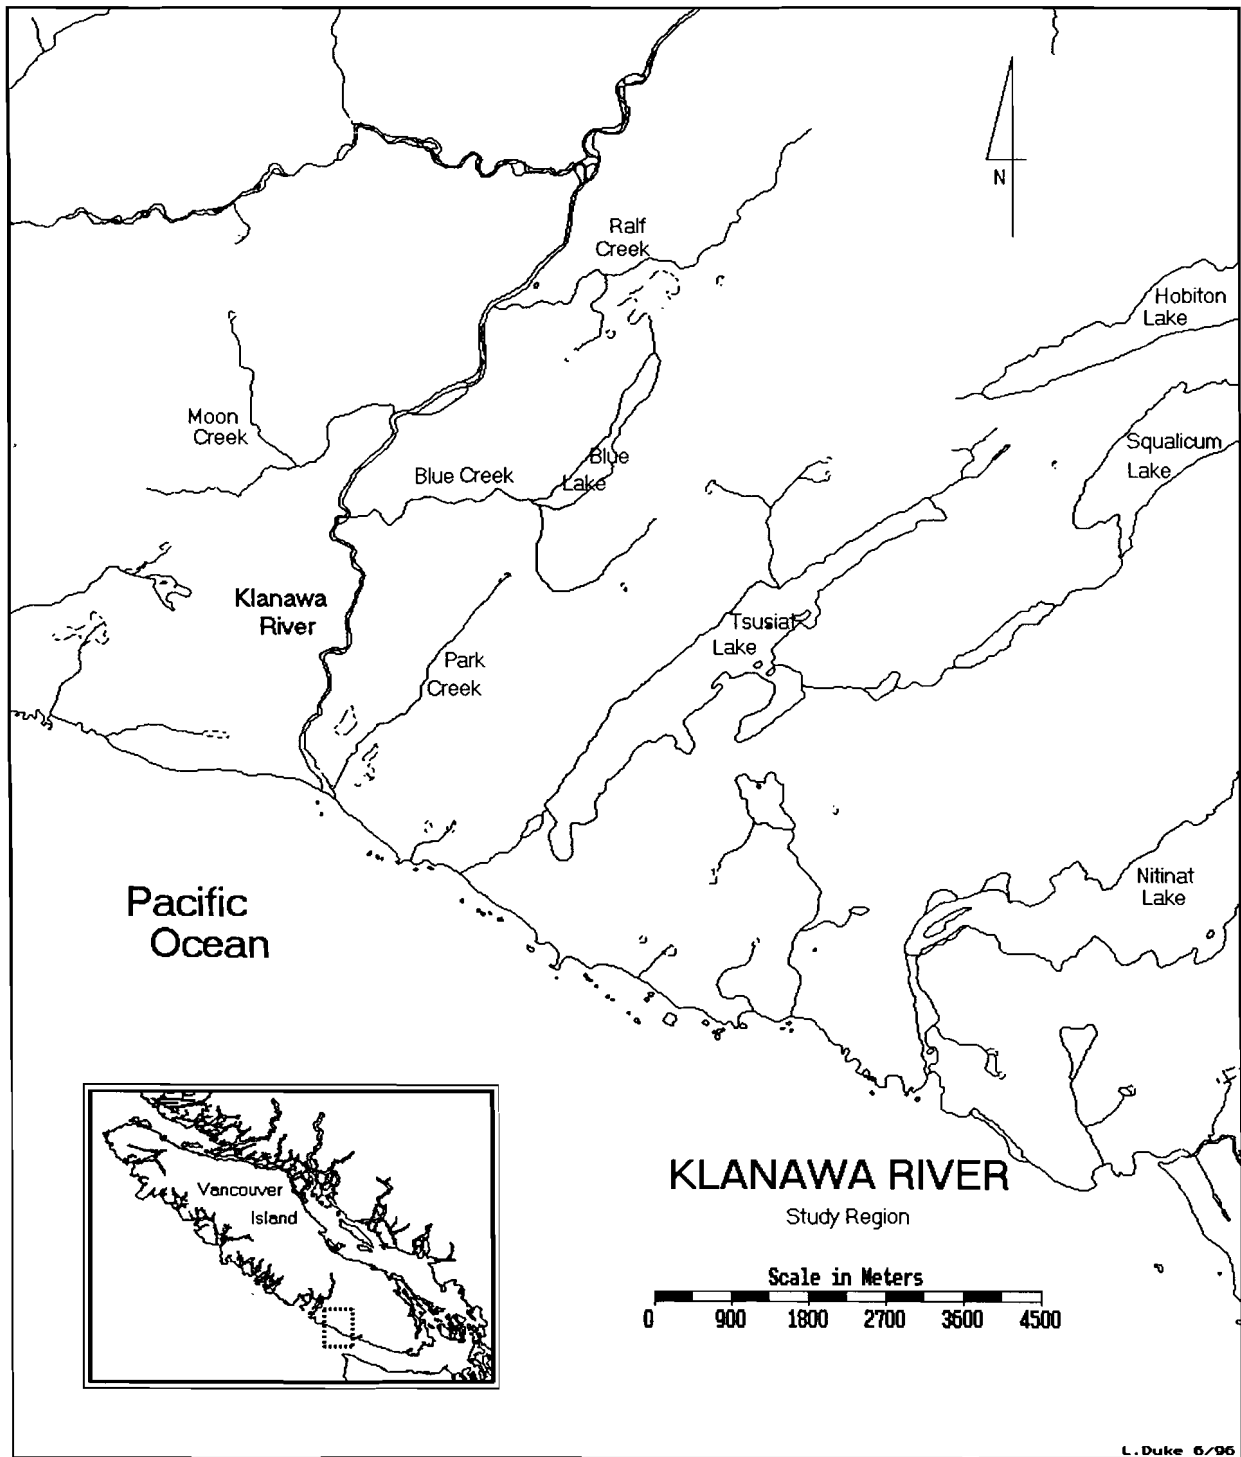 N
Ralf
Creek
Hobiton
Lake
Moon
Creek
Blue Creek
Blue
Lake
Squalicum
Lake
Klanawa
River
Tsusiat
Lake
Park
Creek
Pacific
Ocean
Nitinat
Lake
Vancouver
Island
KLANAWA RIVER
Study Region
Scale in Meters
0 900 1800 2700 3600 4500
L.Duke 6/96